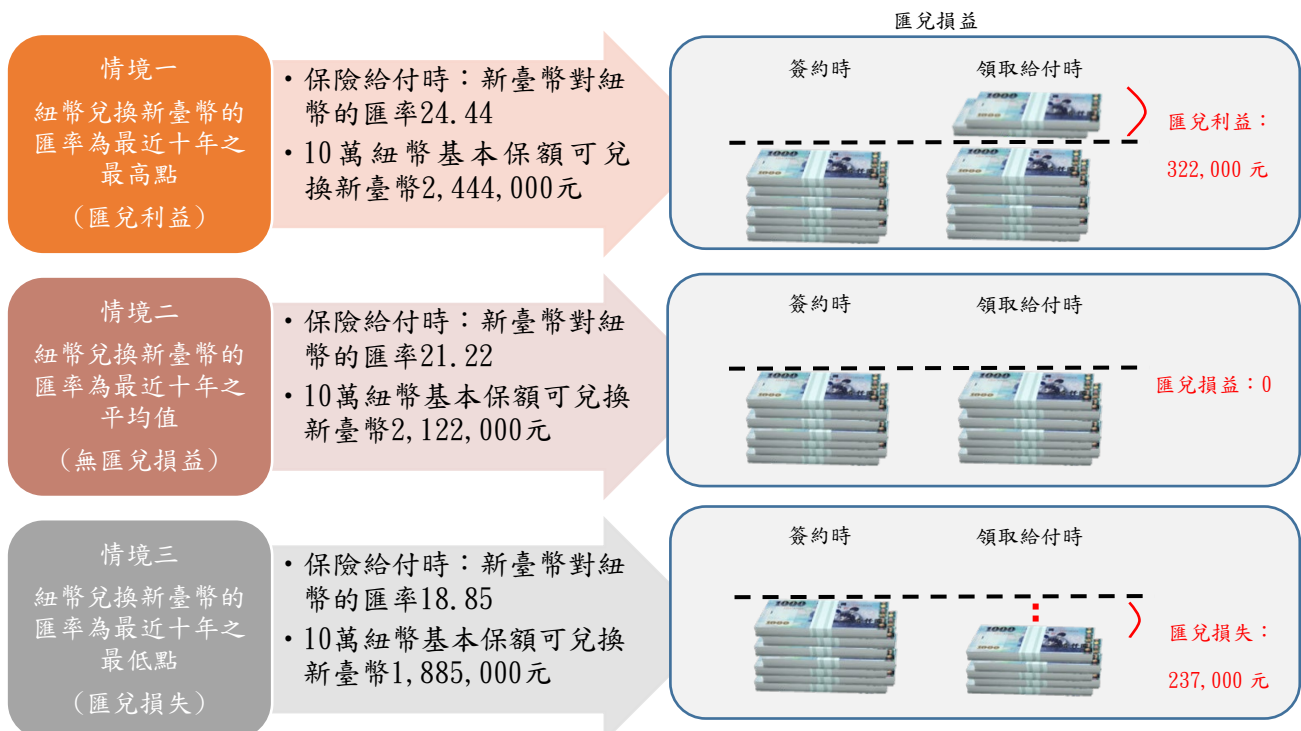 匯兌損益
情境一
紐幣兌換新臺幣的
匯率為最近十年之
最高點
（匯兌利益）
・保險給付時：新臺幣對紐
幣的匯率24.44
・10萬紐幣基本保額可兌
換新臺幣2,444,000元
簽約時
領取給付時
匯兌利益：
322,000 元
情境二
紐幣兌換新臺幣的
匯率為最近十年之
平均值
（無匯兌損益）
・保險給付時：新臺幣對紐
幣的匯率21.22
・10萬紐幣基本保額可兌換
新臺幣2,122,000元
簽約時
領取給付時
匯兌損益：0
情境三
紐幣兌換新臺幣的
匯率為最近十年之
最低點
（匯兌損失）
・保險給付時：新臺幣對紐
幣的匯率18.85
・10萬紐幣基本保額可兌換
新臺幣1,885,000元
簽約時
領取給付時
匯兌損失：
237,000 元